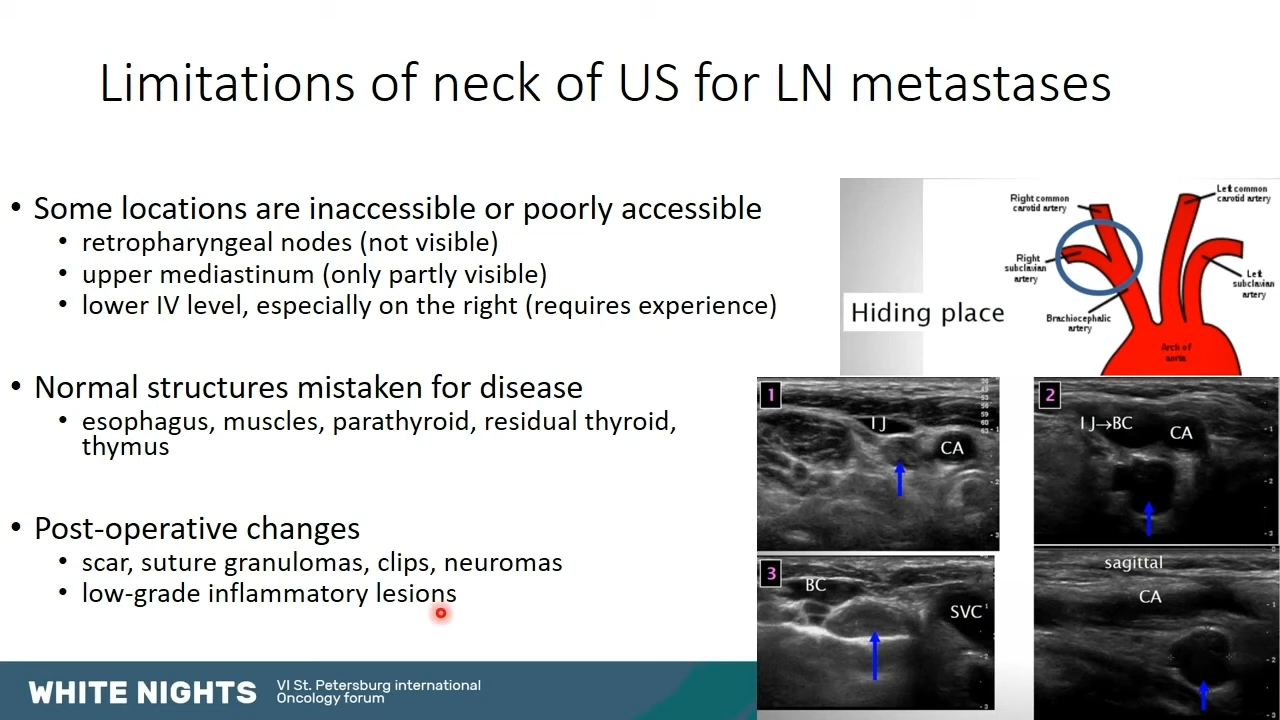 Limitations of neck of US for LN metastases
• Some locations are inaccessible or poorly accessible
• retropharyngeal nodes (not visible)
• upper mediastinum (only partly visible)
• lower IV level, especially on the right (requires experience)
• Normal structures mistaken for disease
• esophagus, muscles, parathyroid, residual thyroid,
thymus
• Post-operative changes
• scar, suture granulomas, clips, neuromas
• low-grade inflammatory lesions
Right common
carotid artery
Left common
carotid artery
Right
subclavian
artery
Left
subclavian
artery
Brachiocephalic
artery
Arch of
aorta
Hiding place
1
IJ
CA
2
IJ→BC
CA
3
BC
SVC
sagittal
CA
WHITE NIGHTS
VI St. Petersburg international
Oncology forum